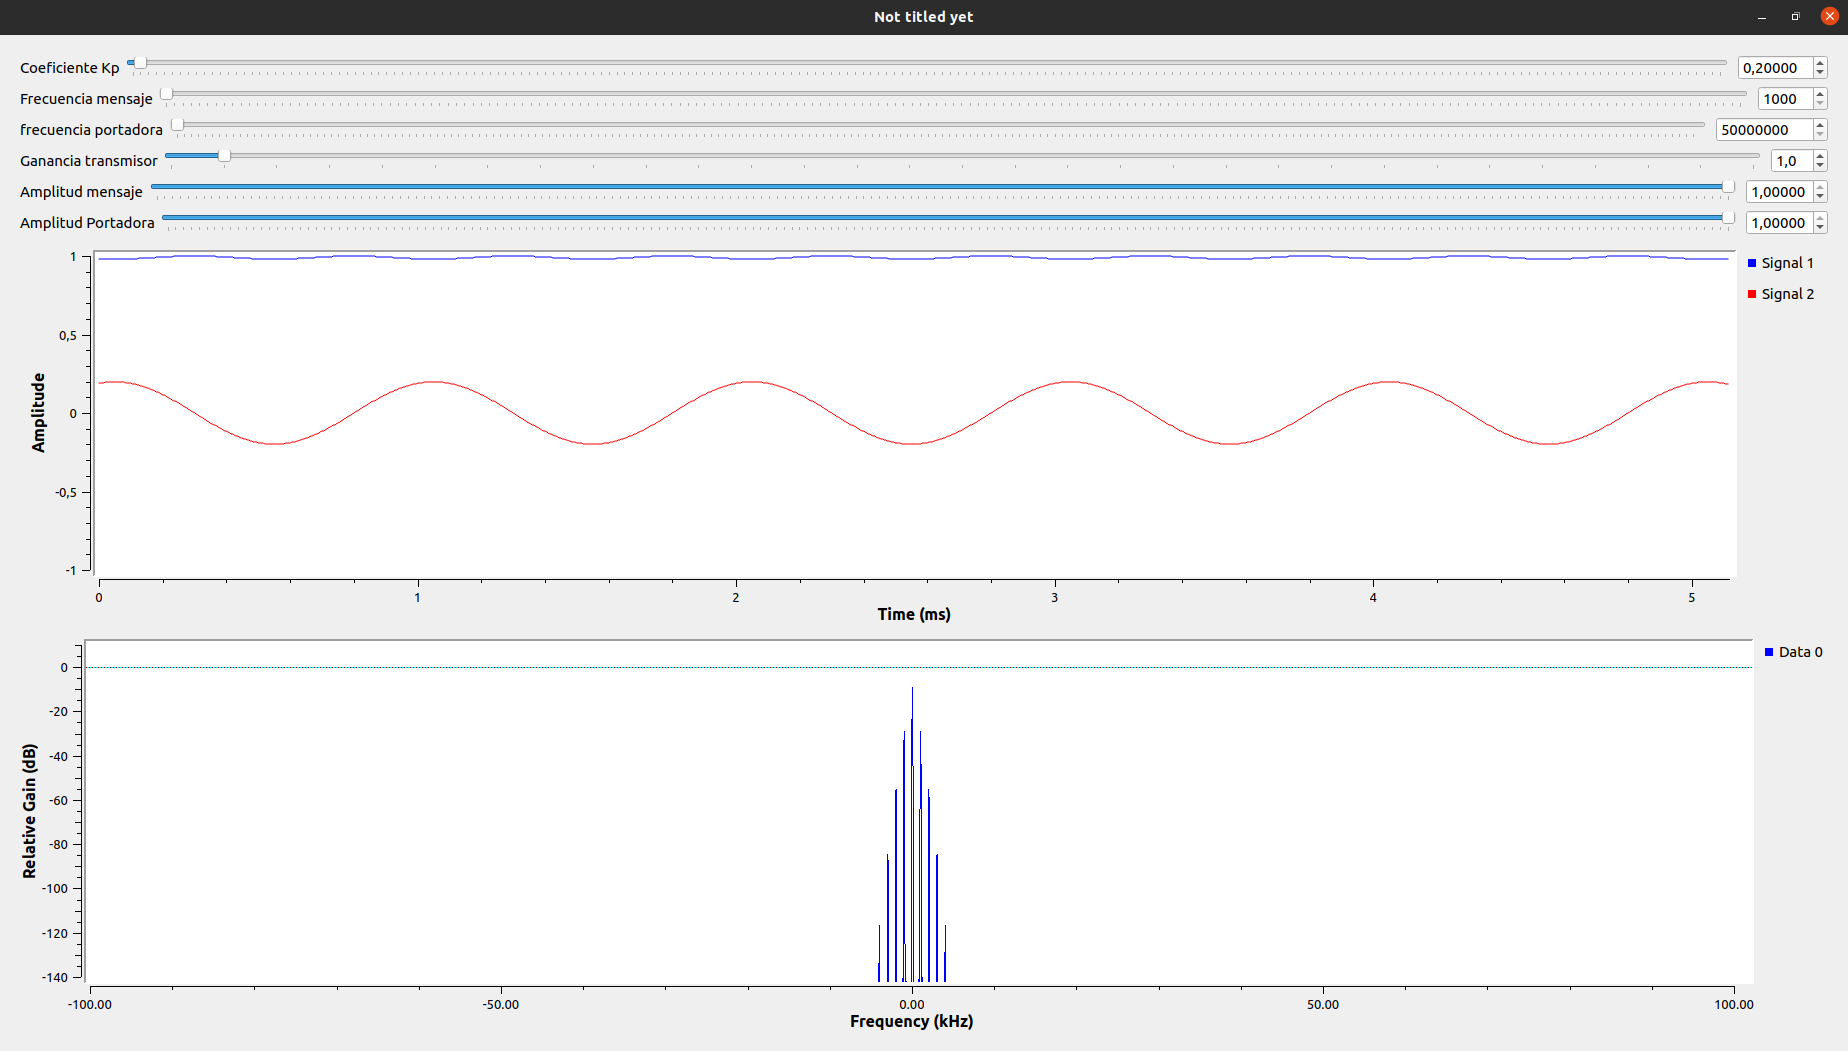 Not titled yet
Coeficiente Kp 0,20000
Frecuencia mensaje 1000
frecuencia portadora 50000000
Ganancia transmisor 1,0
Amplitud mensaje 1,00000
Amplitud Portadora 1,00000
Amplitude
1
0,5
0
-0,5
-1
0 1 2 3 4 5
Time (ms)
Signal 1
Signal 2
Relative Gain (dB)
0
-20
-40
-60
-80
-100
-120
-140
-100.00 -50.00 0.00 50.00 100.00
Frequency (kHz)
Data 0